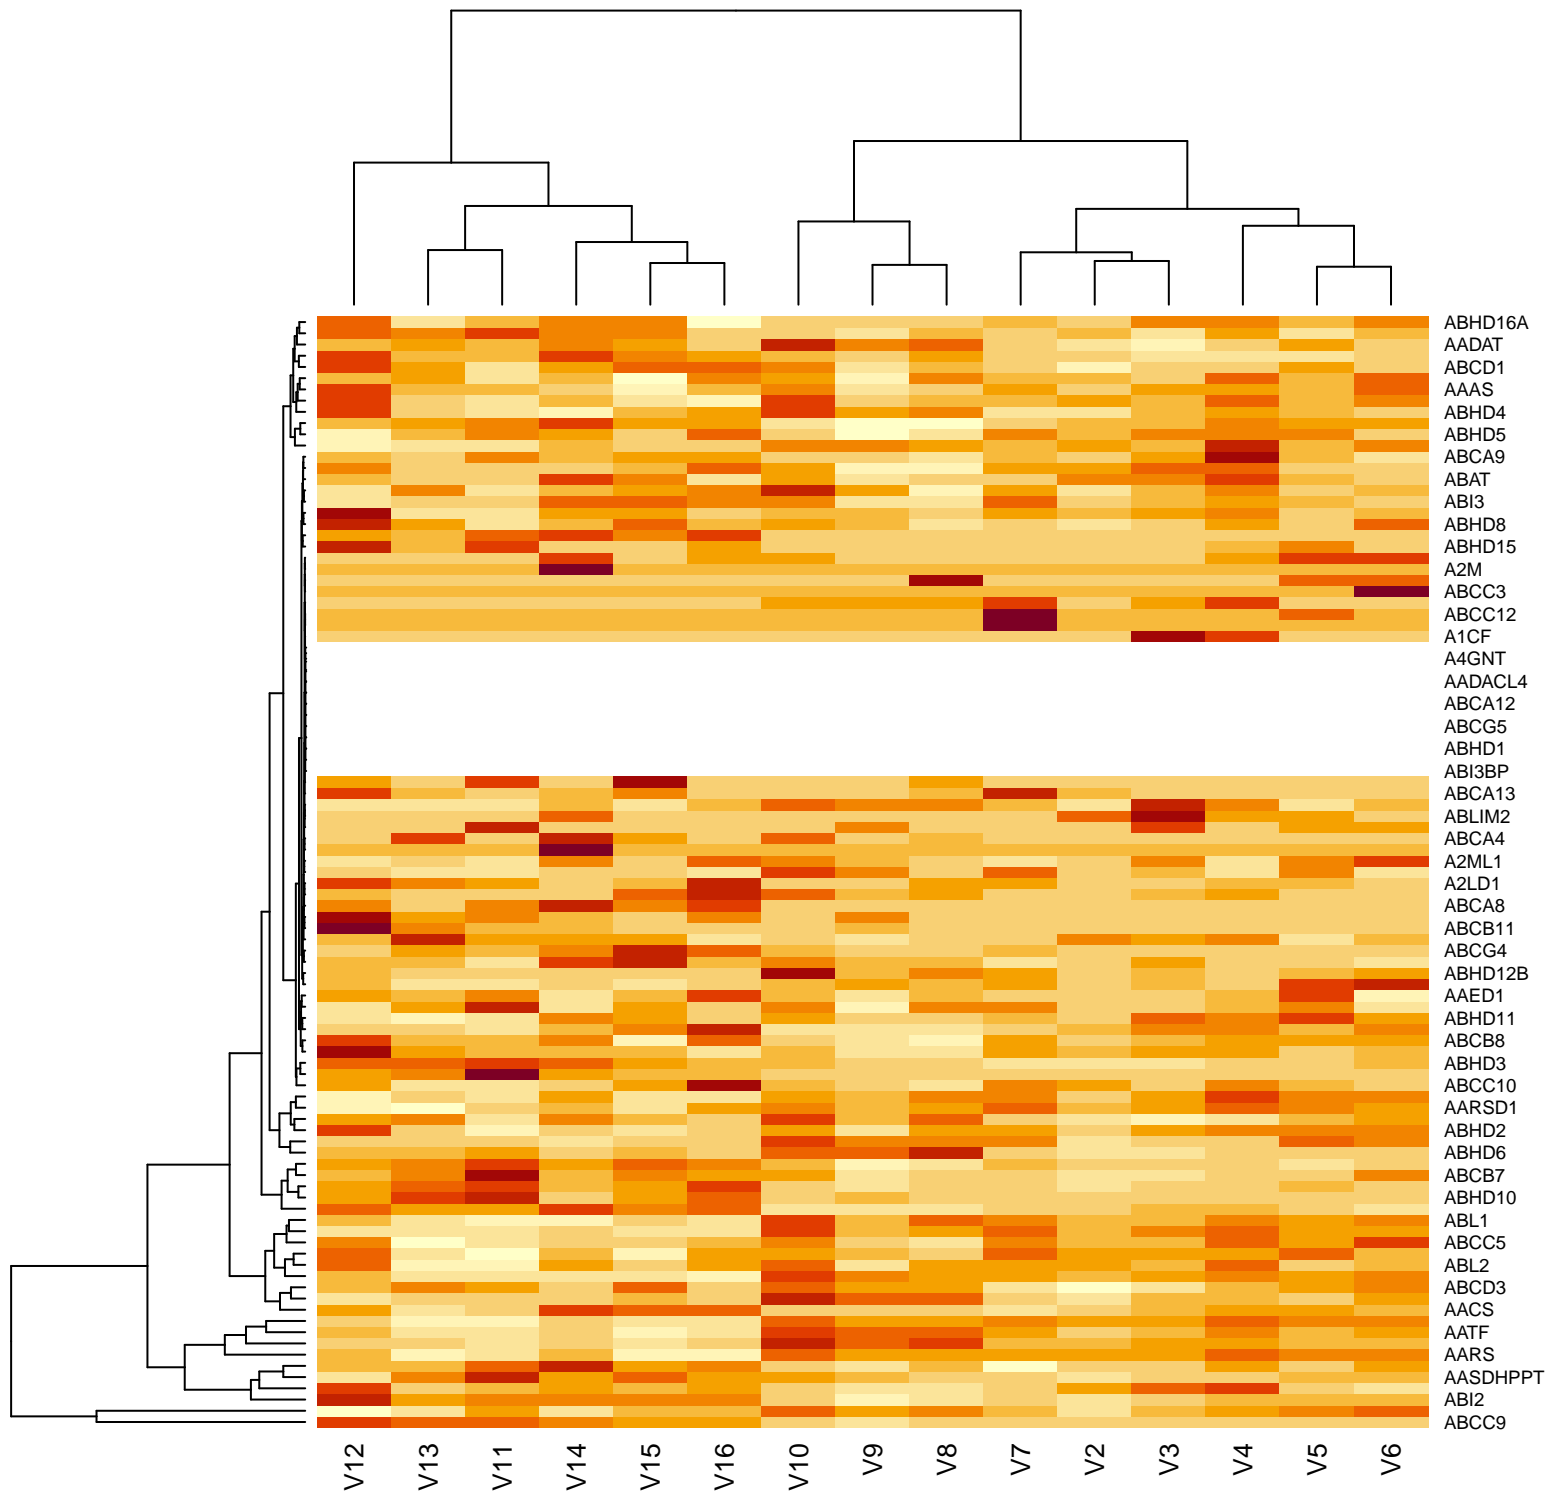 ABHD16A
AADAT
ABCD1
AAAS
ABHD4
ABHD5
ABCA9
ABAT
ABI3
ABHD8
ABHD15
A2M
ABCC3
ABCC12
A1CF
A4GNT
AADACL4
ABCA12
ABCG5
ABHD1
ABI3BP
ABCA13
ABLIM2
ABCA4
A2ML1
A2LD1
ABCA8
ABCB11
ABCG4
ABHD12B
AAED1
ABHD11
ABCB8
ABHD3
ABCC10
AARSD1
ABHD2
ABHD6
ABCB7
ABHD10
ABL1
ABCC5
ABL2
ABCD3
AACS
AATF
AARS
AASDHPPT
ABI2
ABCC9
V12 V13 V11 V14 V15 V16 V10 V9 V8 V7 V2 V3 V4 V5 V6